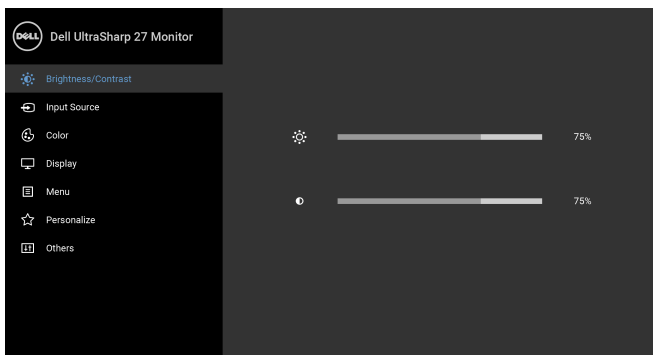 DELL Dell UltraSharp 27 Monitor
Brightness/Contrast
Input Source
Color
Display
Menu
Personalize
Others
75%
75%